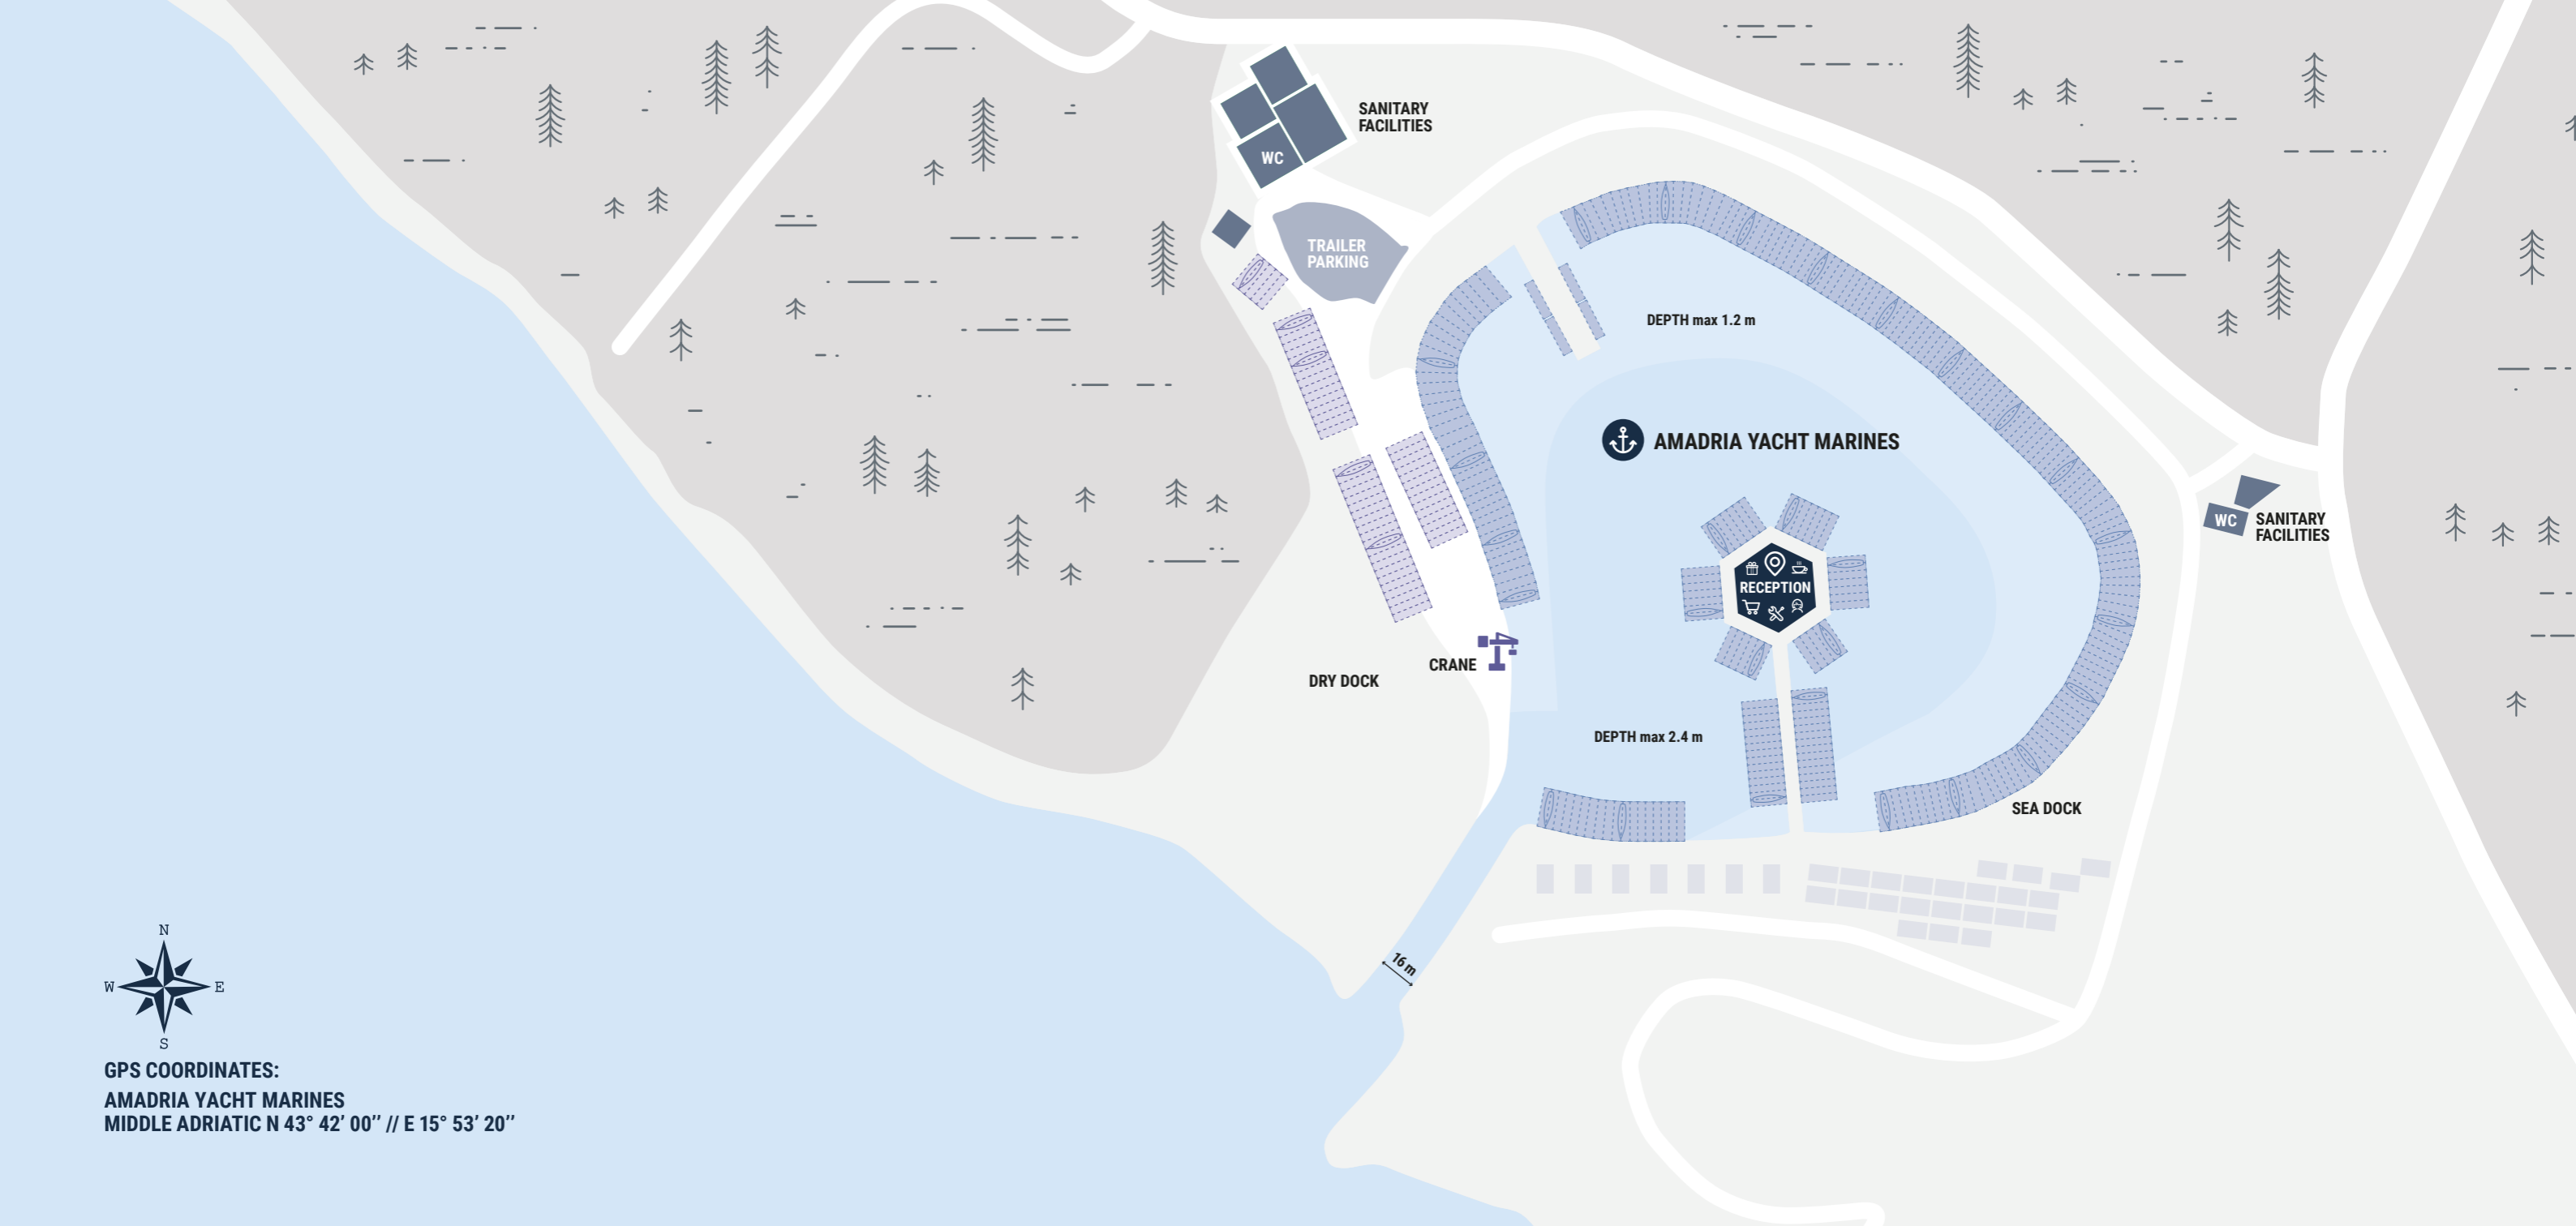 SANITARY
FACILITIES
WC
TRAILER
PARKING
DEPTH max 1.2 m
AMADRIA YACHT MARINES
WC
SANITARY
FACILITIES
RECEPTION
CRANE
DRY DOCK
DEPTH max 2.4 m
SEA DOCK
16 m
N
W
E
S
GPS COORDINATES:
AMADRIA YACHT MARINES
MIDDLE ADRIATIC N 43° 42’ 00’’ // E 15° 53’ 20’’